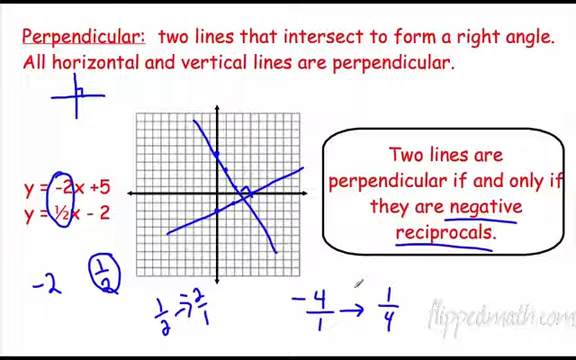 Perpendicular: two lines that intersect to form a right angle.
All horizontal and vertical lines are perpendicular.
y = -2x +5
y = ½x - 2
Two lines are
perpendicular if and only if
they are negative
reciprocals.
-2 1/2
1/2 → -2/1
-4/1 → 1/4
flippedmath.com